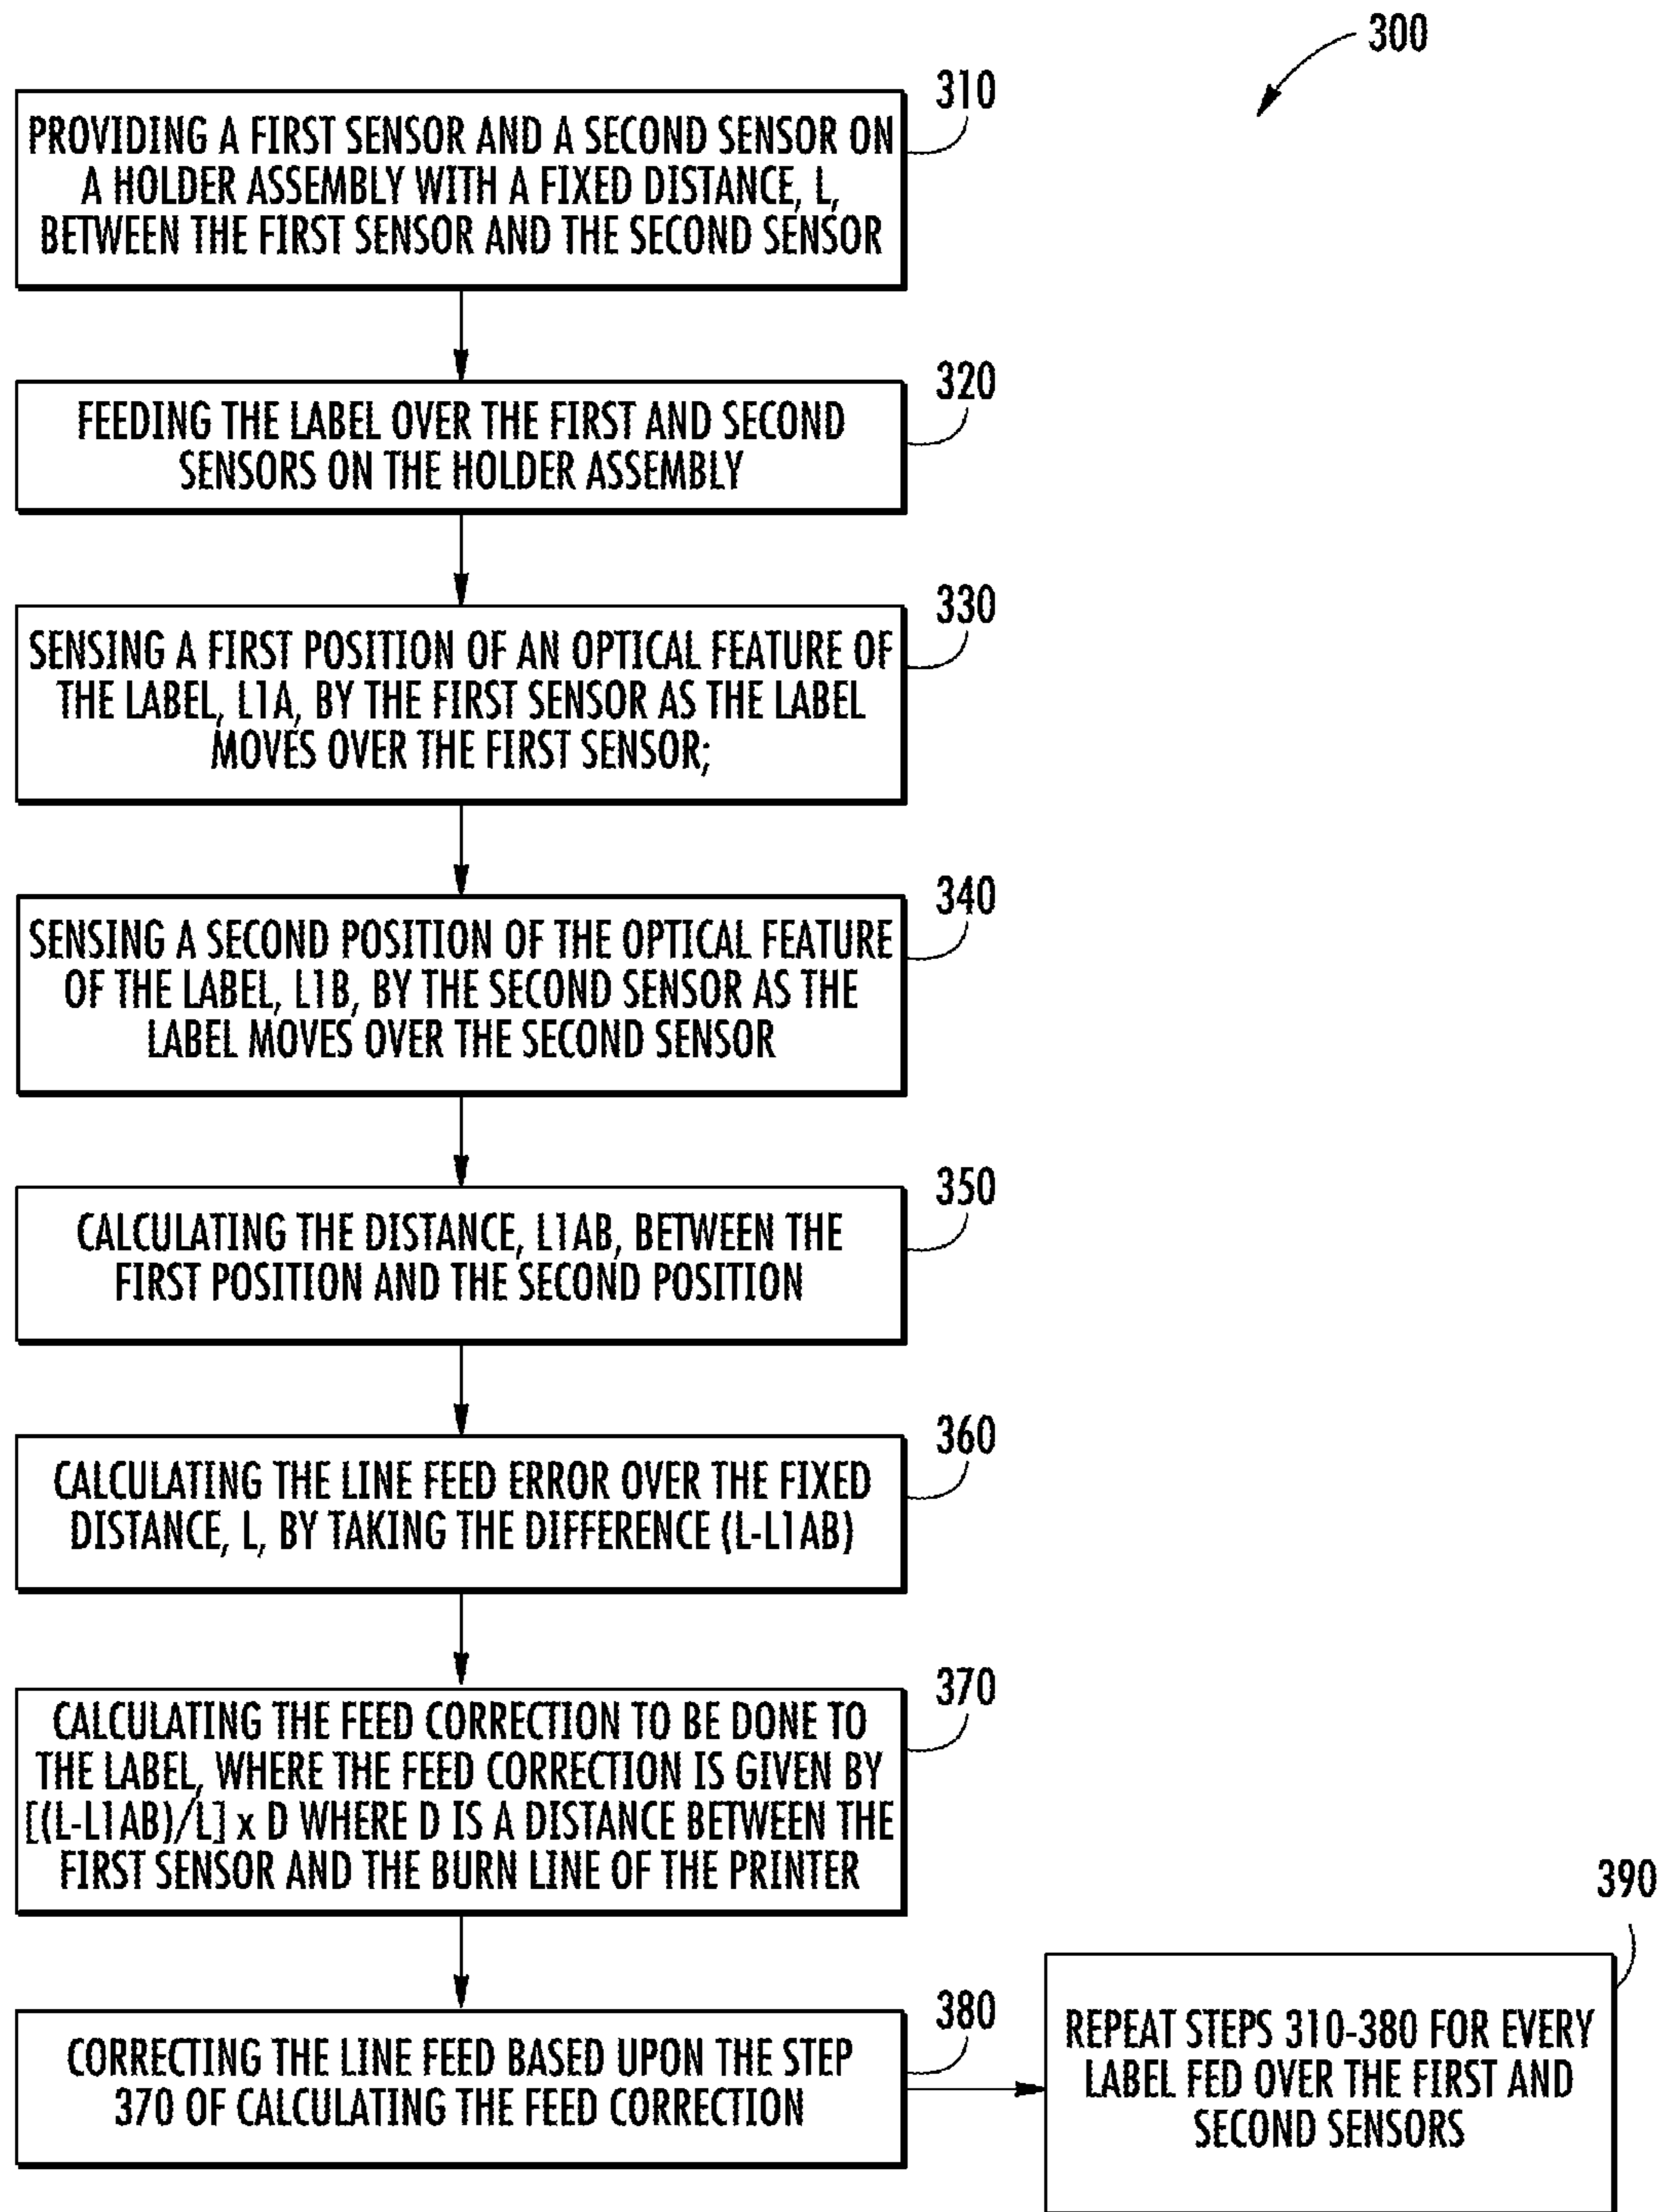 300
310
PROVIDING A FIRST SENSOR AND A SECOND SENSOR ON
A HOLDER ASSEMBLY WITH A FIXED DISTANCE, L,
BETWEEN THE FIRST SENSOR AND THE SECOND SENSOR
320
FEEDING THE LABEL OVER THE FIRST AND SECOND
SENSORS ON THE HOLDER ASSEMBLY
330
SENSING A FIRST POSITION OF AN OPTICAL FEATURE OF
THE LABEL, L1A, BY THE FIRST SENSOR AS THE LABEL
MOVES OVER THE FIRST SENSOR;
340
SENSING A SECOND POSITION OF THE OPTICAL FEATURE
OF THE LABEL, L1B, BY THE SECOND SENSOR AS THE
LABEL MOVES OVER THE SECOND SENSOR
350
CALCULATING THE DISTANCE, L1AB, BETWEEN THE
FIRST POSITION AND THE SECOND POSITION
360
CALCULATING THE LINE FEED ERROR OVER THE FIXED
DISTANCE, L, BY TAKING THE DIFFERENCE (L-L1AB)
370
CALCULATING THE FEED CORRECTION TO BE DONE TO
THE LABEL, WHERE THE FEED CORRECTION IS GIVEN BY
[(L-L1AB)/L] x D WHERE D IS A DISTANCE BETWEEN THE
FIRST SENSOR AND THE BURN LINE OF THE PRINTER
380
CORRECTING THE LINE FEED BASED UPON THE STEP
370 OF CALCULATING THE FEED CORRECTION
390
REPEAT STEPS 310-380 FOR EVERY
LABEL FED OVER THE FIRST AND
SECOND SENSORS